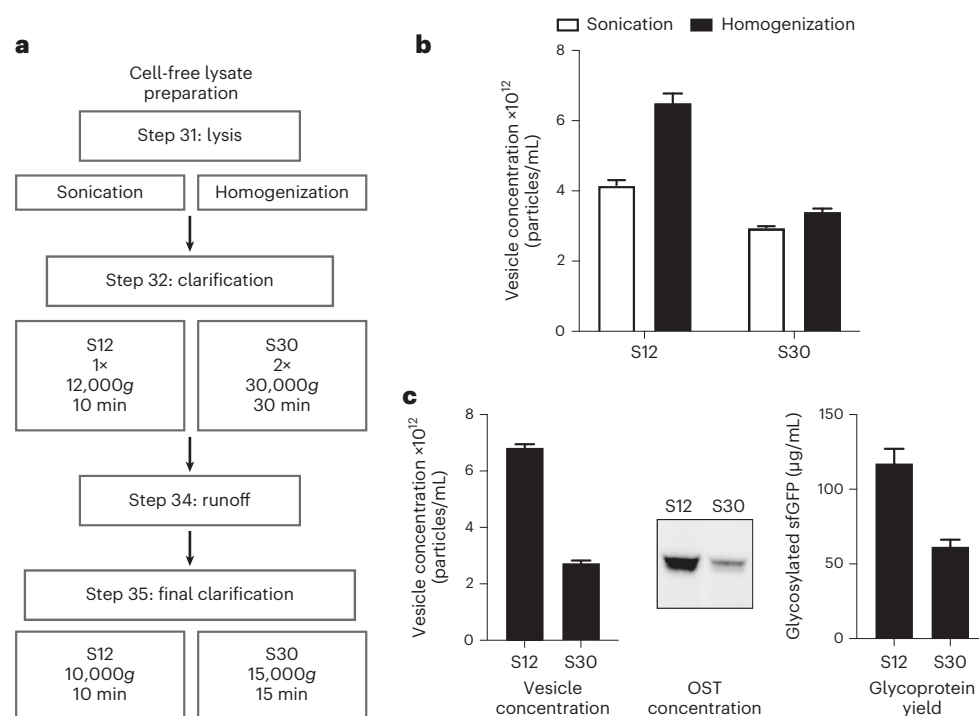 a
Cell-free lysate
preparation
Step 31: lysis
Sonication
Homogenization
Step 32: clarification
S12
1×
12,000g
10 min
S30
2×
30,000g
30 min
Step 34: runoff
Step 35: final clarification
S12
10,000g
10 min
S30
15,000g
15 min
b
Sonication
Homogenization
Vesicle concentration ×10¹²
(particles/mL)
8
6
4
2
0
S12
S30
c
Vesicle concentration ×10¹²
(particles/mL)
8
6
4
2
0
S12
S30
Vesicle
concentration
S12
S30
OST
concentration
Glycosylated sfGFP (µg/mL)
150
100
50
0
S12
S30
Glycoprotein
yield